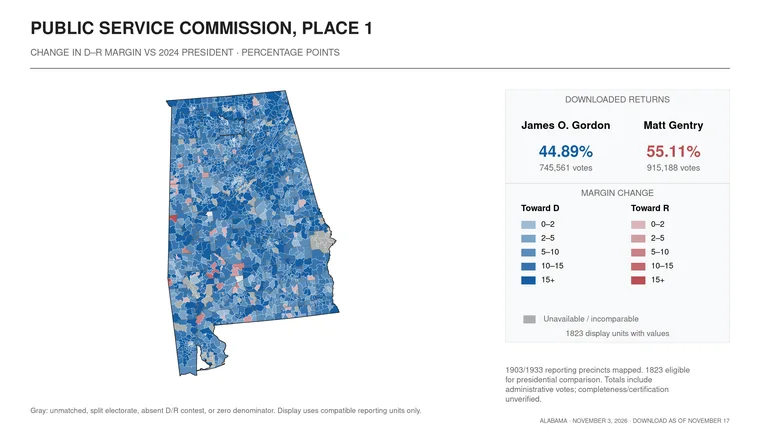 PUBLIC SERVICE COMMISSION, PLACE 1
CHANGE IN D–R MARGIN VS 2024 PRESIDENT · PERCENTAGE POINTS
DOWNLOADED RETURNS
James O. Gordon Matt Gentry
44.89% 55.11%
745,561 votes 915,188 votes
MARGIN CHANGE
Toward D Toward R
0–2 0–2
2–5 2–5
5–10 5–10
10–15 10–15
15+ 15+
Unavailable / incomparable
1823 display units with values
1903/1933 reporting precincts mapped. 1823 eligible
for presidential comparison. Totals include
administrative votes; completeness/certification
unverified.
Gray: unmatched, split electorate, absent D/R contest, or zero denominator. Display uses compatible reporting units only.
ALABAMA · NOVEMBER 3, 2026 · DOWNLOAD AS OF NOVEMBER 17